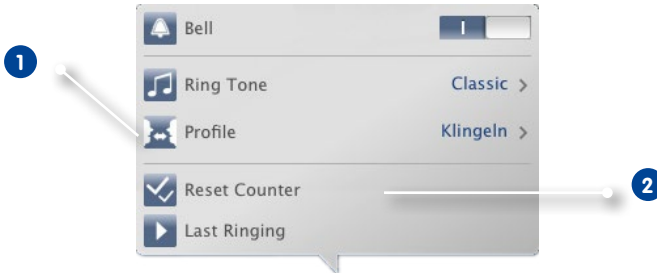 Bell
Ring Tone Classic
1
Profile Klingeln
Reset Counter
2
Last Ringing